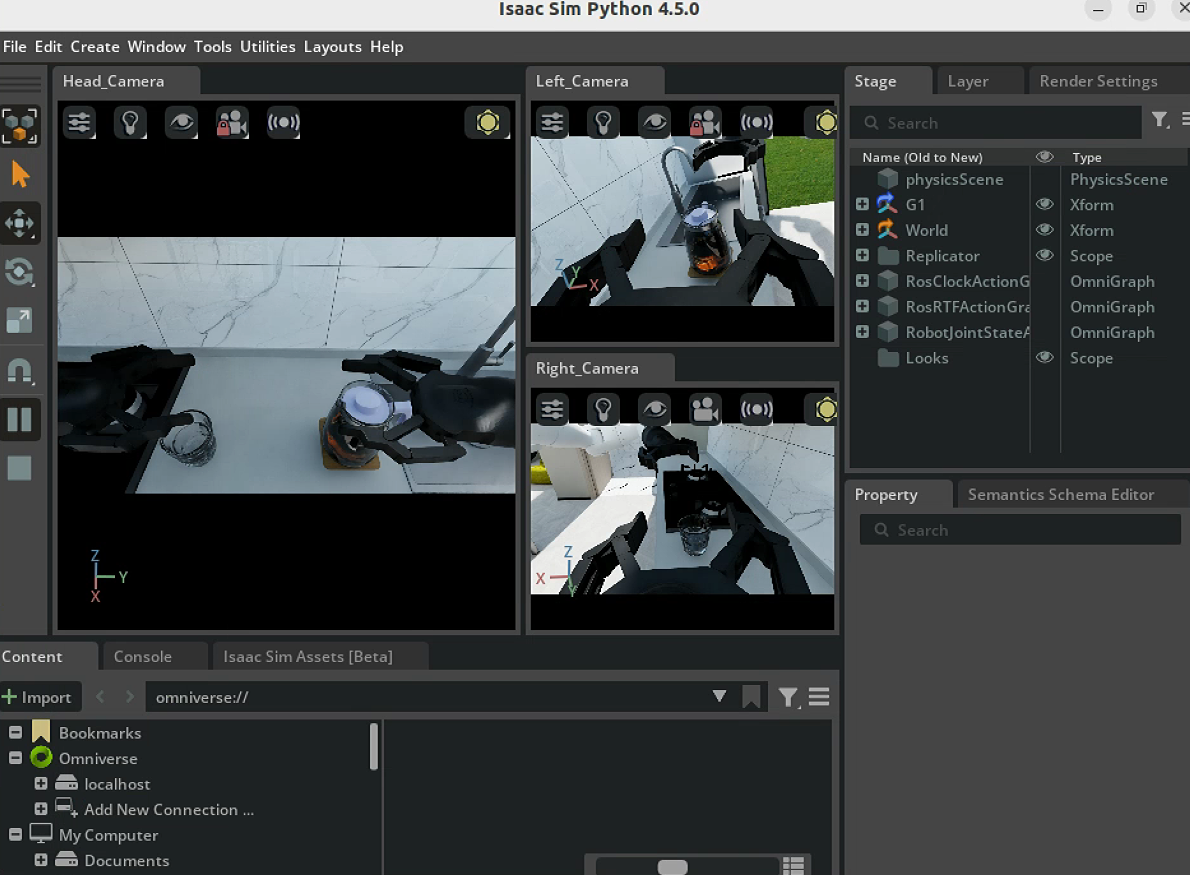 Isaac Sim Python 4.5.0
File Edit Create Window Tools Utilities Layouts Help
Head_Camera
Left_Camera
Z
Y
X
Right_Camera
Z
X
Y
Z
Y
X
Stage Layer Render Settings
Search
Name (Old to New) Type
physicsScene PhysicsScene
G1 Xform
World Xform
Replicator Scope
RosClockActionG OmniGraph
RosRTFActionGra OmniGraph
RobotJointStateA OmniGraph
Looks Scope
Property Semantics Schema Editor
Search
Content Console Isaac Sim Assets [Beta]
+ Import omniverse://
Bookmarks
Omniverse
localhost
Add New Connection ...
My Computer
Documents